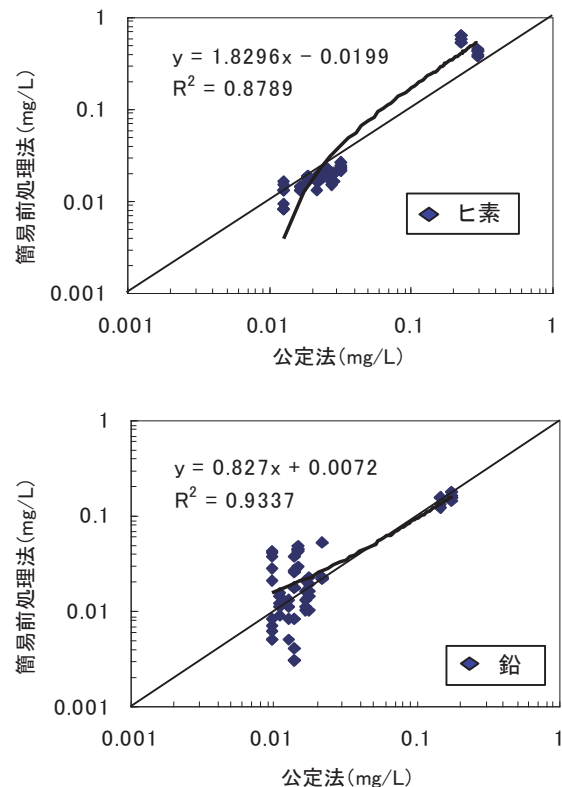 1
0.1
0.01
0.001
簡易前処理法(mg/L)
y = 1.8296x − 0.0199
R² = 0.8789
ヒ素
0.001 0.01 0.1 1
公定法(mg/L)
1
0.1
0.01
0.001
簡易前処理法(mg/L)
y = 0.827x + 0.0072
R² = 0.9337
鉛
0.001 0.01 0.1 1
公定法(mg/L)